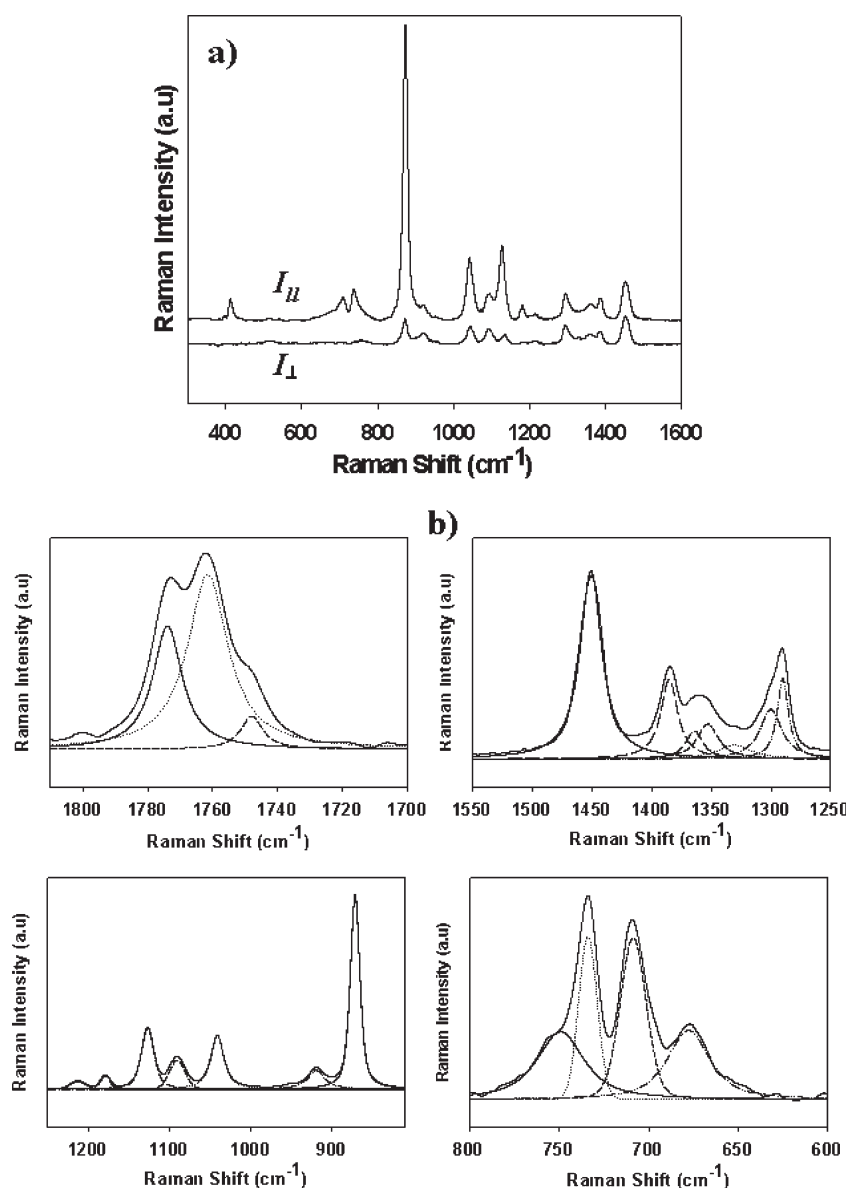 a)
Raman Intensity (a.u)
I//
I⊥
400 600 800 1000 1200 1400 1600
Raman Shift (cm-1)
b)
Raman Intensity (a.u)
1800 1780 1760 1740 1720 1700
Raman Shift (cm-1)
Raman Intensity (a.u)
1550 1500 1450 1400 1350 1300 1250
Raman Shift (cm-1)
Raman Intensity (a.u)
1200 1100 1000 900
Raman Shift (cm-1)
Raman Intensity (a.u)
800 750 700 650 600
Raman Shift (cm-1)